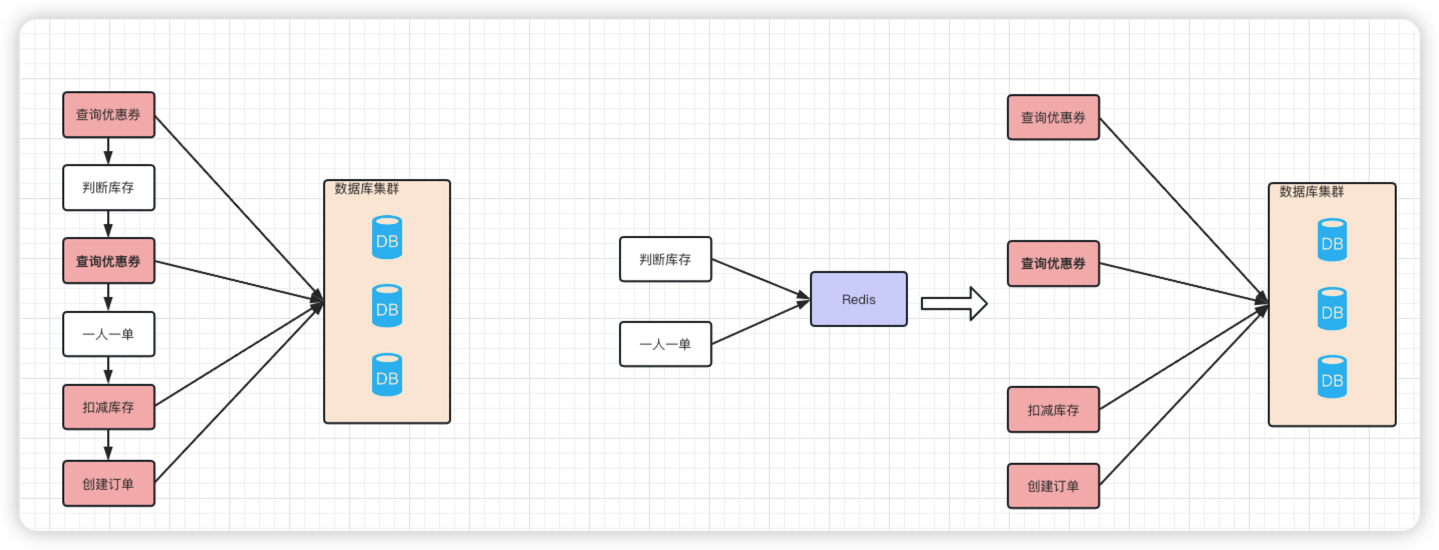 查询优惠券
判断库存
查询优惠券
一人一单
扣减库存
创建订单
数据库集群
DB
DB
DB
判断库存
一人一单
Redis
查询优惠券
查询优惠券
扣减库存
创建订单
数据库集群
DB
DB
DB